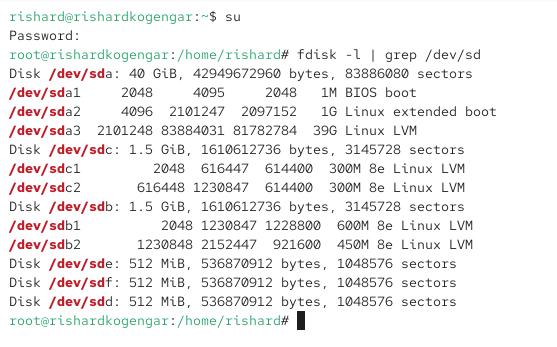 rishard@rishardkogengar:~$ su
Password:
root@rishardkogengar:/home/rishard# fdisk -l | grep /dev/sd
Disk /dev/sda: 40 GiB, 42949672960 bytes, 83886080 sectors
/dev/sda1     2048     4095     2048   1M BIOS boot
/dev/sda2     4096  2101247  2097152   1G Linux extended boot
/dev/sda3  2101248 83884031 81782784  39G Linux LVM
Disk /dev/sdc: 1.5 GiB, 1610612736 bytes, 3145728 sectors
/dev/sdc1         2048  616447  614400  300M 8e Linux LVM
/dev/sdc2       616448 1230847  614400  300M 8e Linux LVM
Disk /dev/sdb: 1.5 GiB, 1610612736 bytes, 3145728 sectors
/dev/sdb1          2048 1230847 1228800  600M 8e Linux LVM
/dev/sdb2       1230848 2152447  921600  450M 8e Linux LVM
Disk /dev/sde: 512 MiB, 536870912 bytes, 1048576 sectors
Disk /dev/sdf: 512 MiB, 536870912 bytes, 1048576 sectors
Disk /dev/sdd: 512 MiB, 536870912 bytes, 1048576 sectors
root@rishardkogengar:/home/rishard#